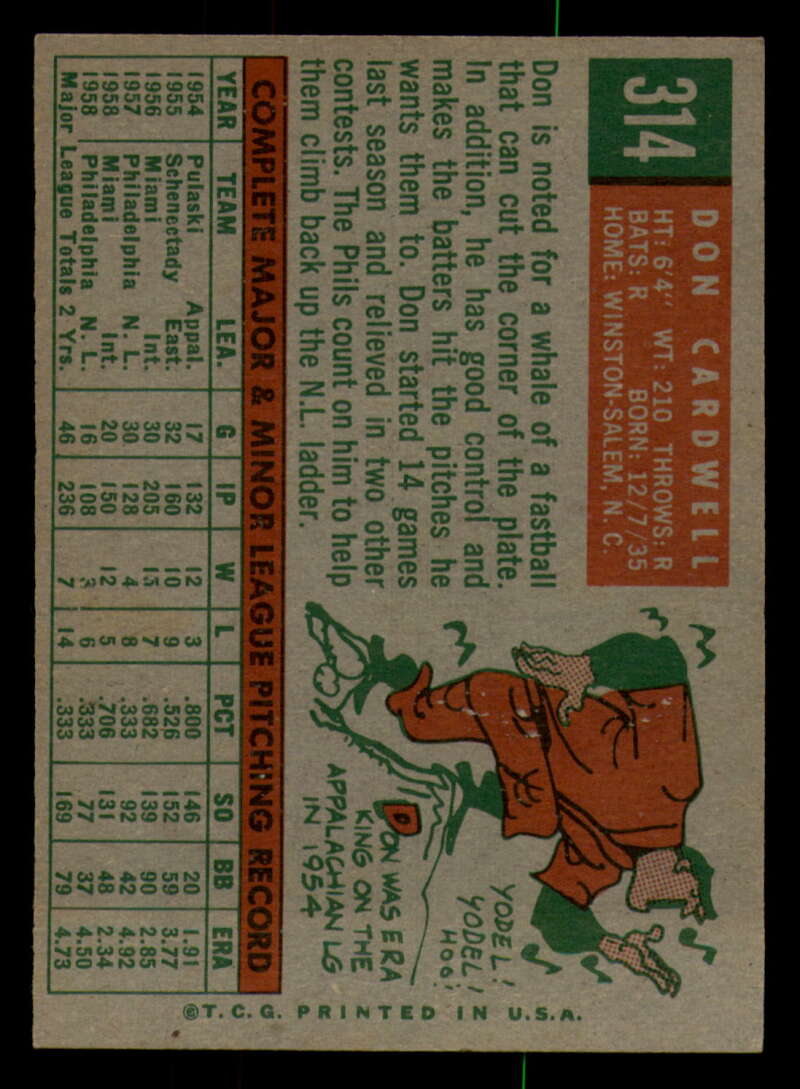 314
DON CARDWELL
HT: 6'4" WT: 210 THROWS: R
BATS: R BORN: 12/7/35
HOME: WINSTON-SALEM, N. C.
Don is noted for a whale of a fastball
that can cut the corner of the plate.
In addition, he has good control and
makes the batters hit the pitches he
wants them to. Don started 14 games
last season and relieved in two other
contests. The Phils count on him to help
them climb back up the N.L. ladder.
YODEL!
YODEL!
HOO!
DON WAS ERA
KING ON THE
APPALACHIAN LG
IN 1954
COMPLETE MAJOR & MINOR LEAGUE PITCHING RECORD
YEAR TEAM LEA. G IP W L PCT SO BB ERA
1954 Pulaski Appal. 17 132 12 3 .800 146 20 1.91
1955 Schenectady East. 32 160 10 9 .526 152 59 3.77
1956 Miami Int. 30 205 15 7 .682 139 90 2.85
1957 Philadelphia N. L. 30 128 4 8 .333 92 42 4.92
1958 Miami Int. 20 150 12 5 .706 131 48 2.34
1958 Philadelphia N. L. 16 108 3 6 .333 77 37 4.50
Major League Totals 2 Yrs. 46 236 7 14 .333 169 79 4.73
©T. C. G. PRINTED IN U.S.A.